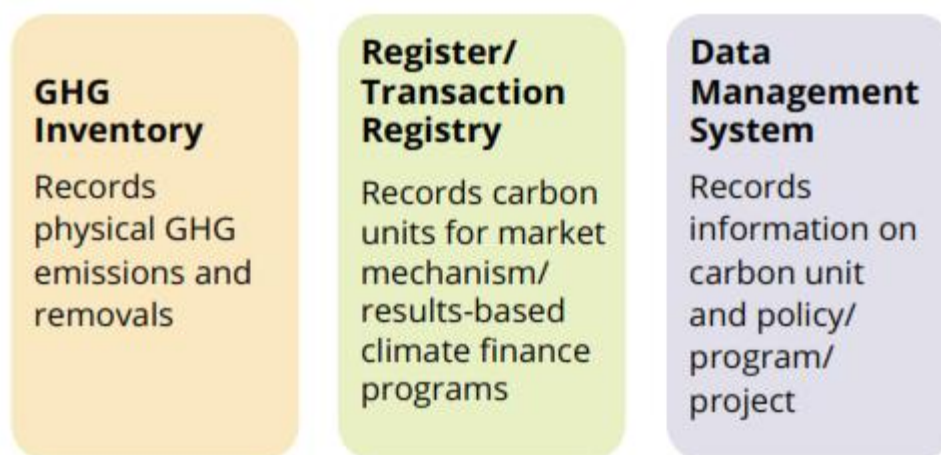 GHG
Inventory
Records
physical GHG
emissions and
removals
Register/
Transaction
Registry
Records carbon
units for market
mechanism/
results-based
climate finance
programs
Data
Management
System
Records
information on
carbon unit
and policy/
program/
project